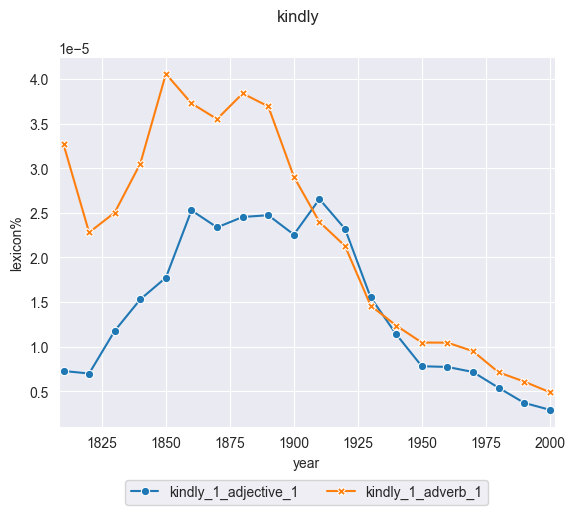 kindly
1e−5
4.0
3.5
3.0
2.5
2.0
1.5
1.0
0.5
lexicon%
1825 1850 1875 1900 1925 1950 1975 2000
year
kindly_1_adjective_1 kindly_1_adverb_1